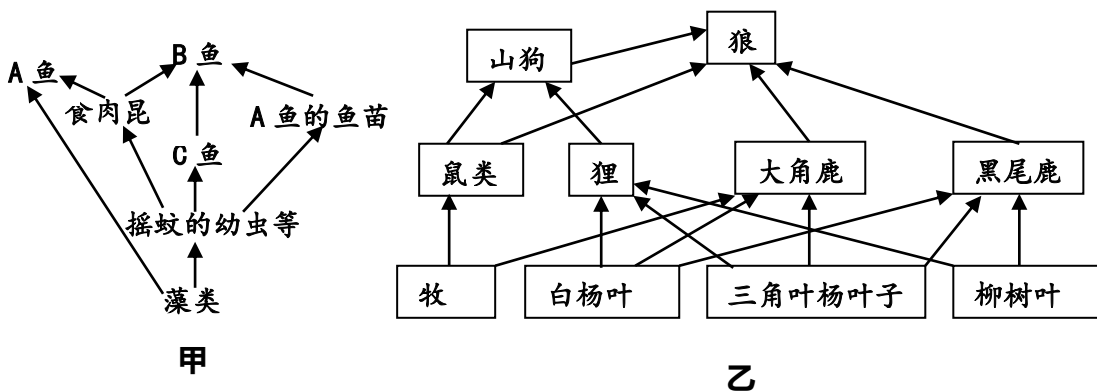 A鱼
B鱼
食肉昆
A鱼的鱼苗
C鱼
摇蚊的幼虫等
藻类
甲
山狗
狼
鼠类
狸
大角鹿
黑尾鹿
牧
白杨叶
三角叶杨叶子
柳树叶
乙